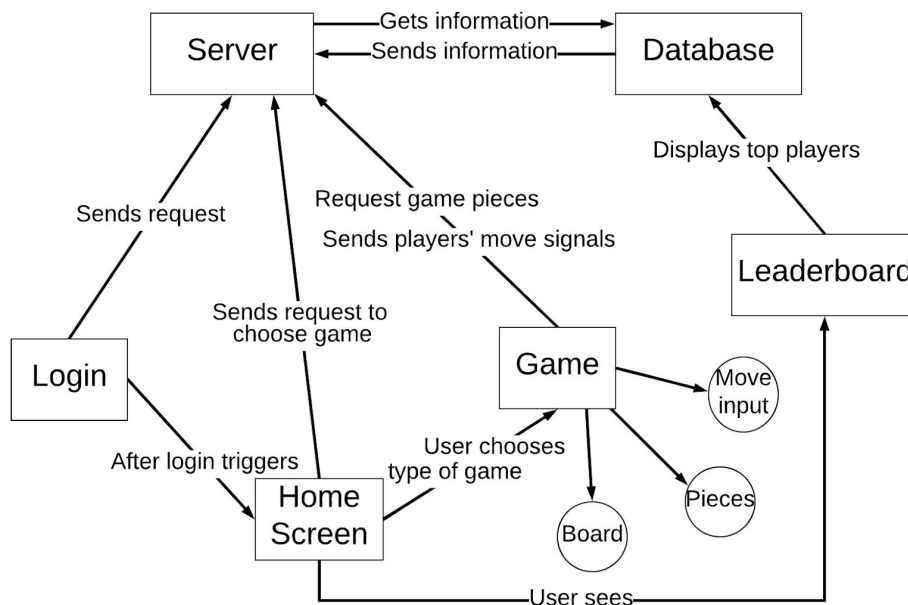 Gets information
Server
Sends information
Database
Displays top players
Sends request
Request game pieces
Sends players' move signals
Leaderboard
Sends request to
choose game
Login
Game
Move
input
After login triggers
User chooses
type of game
Home
Screen
Pieces
Board
User sees